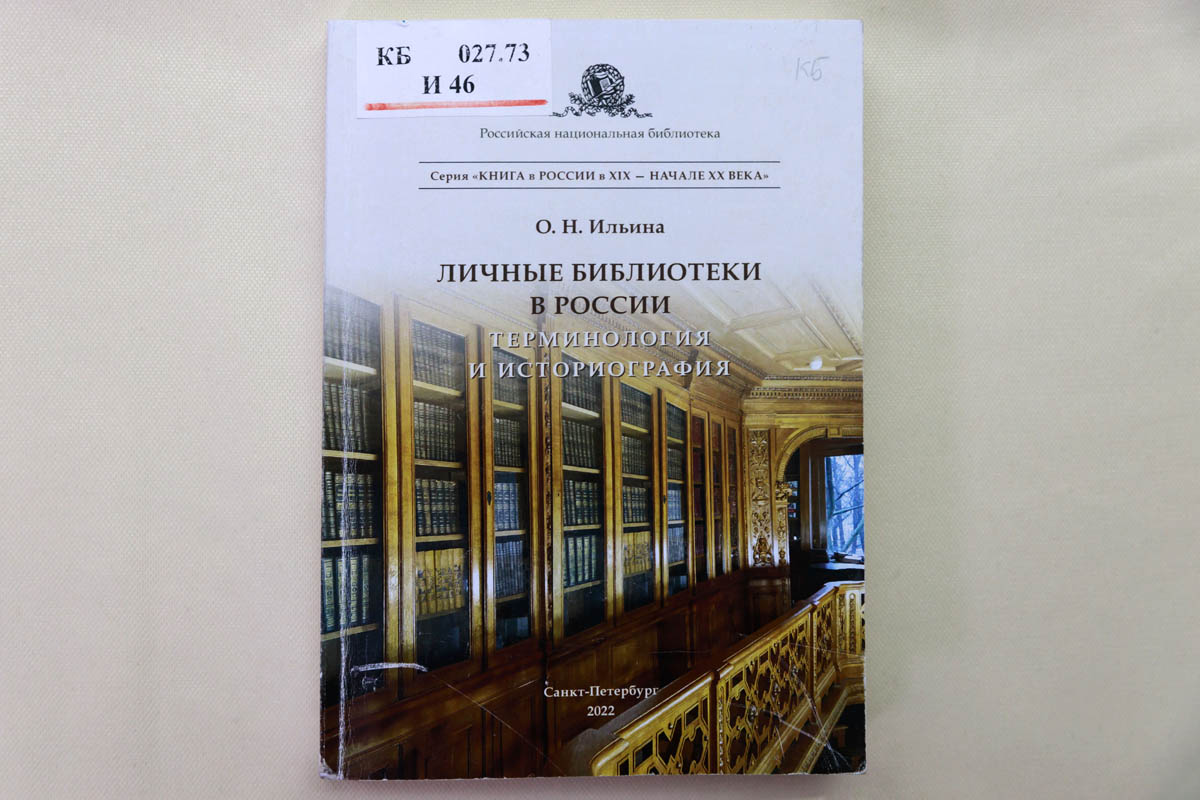 КБ 027.73
И 46
КБ
Российская национальная библиотека
Серия «КНИГА в РОССИИ в XIX – НАЧАЛЕ XX ВЕКА»
О. Н. Ильина
ЛИЧНЫЕ БИБЛИОТЕКИ
В РОССИИ
ТЕРМИНОЛОГИЯ
И ИСТОРИОГРАФИЯ
Санкт-Петербург
2022